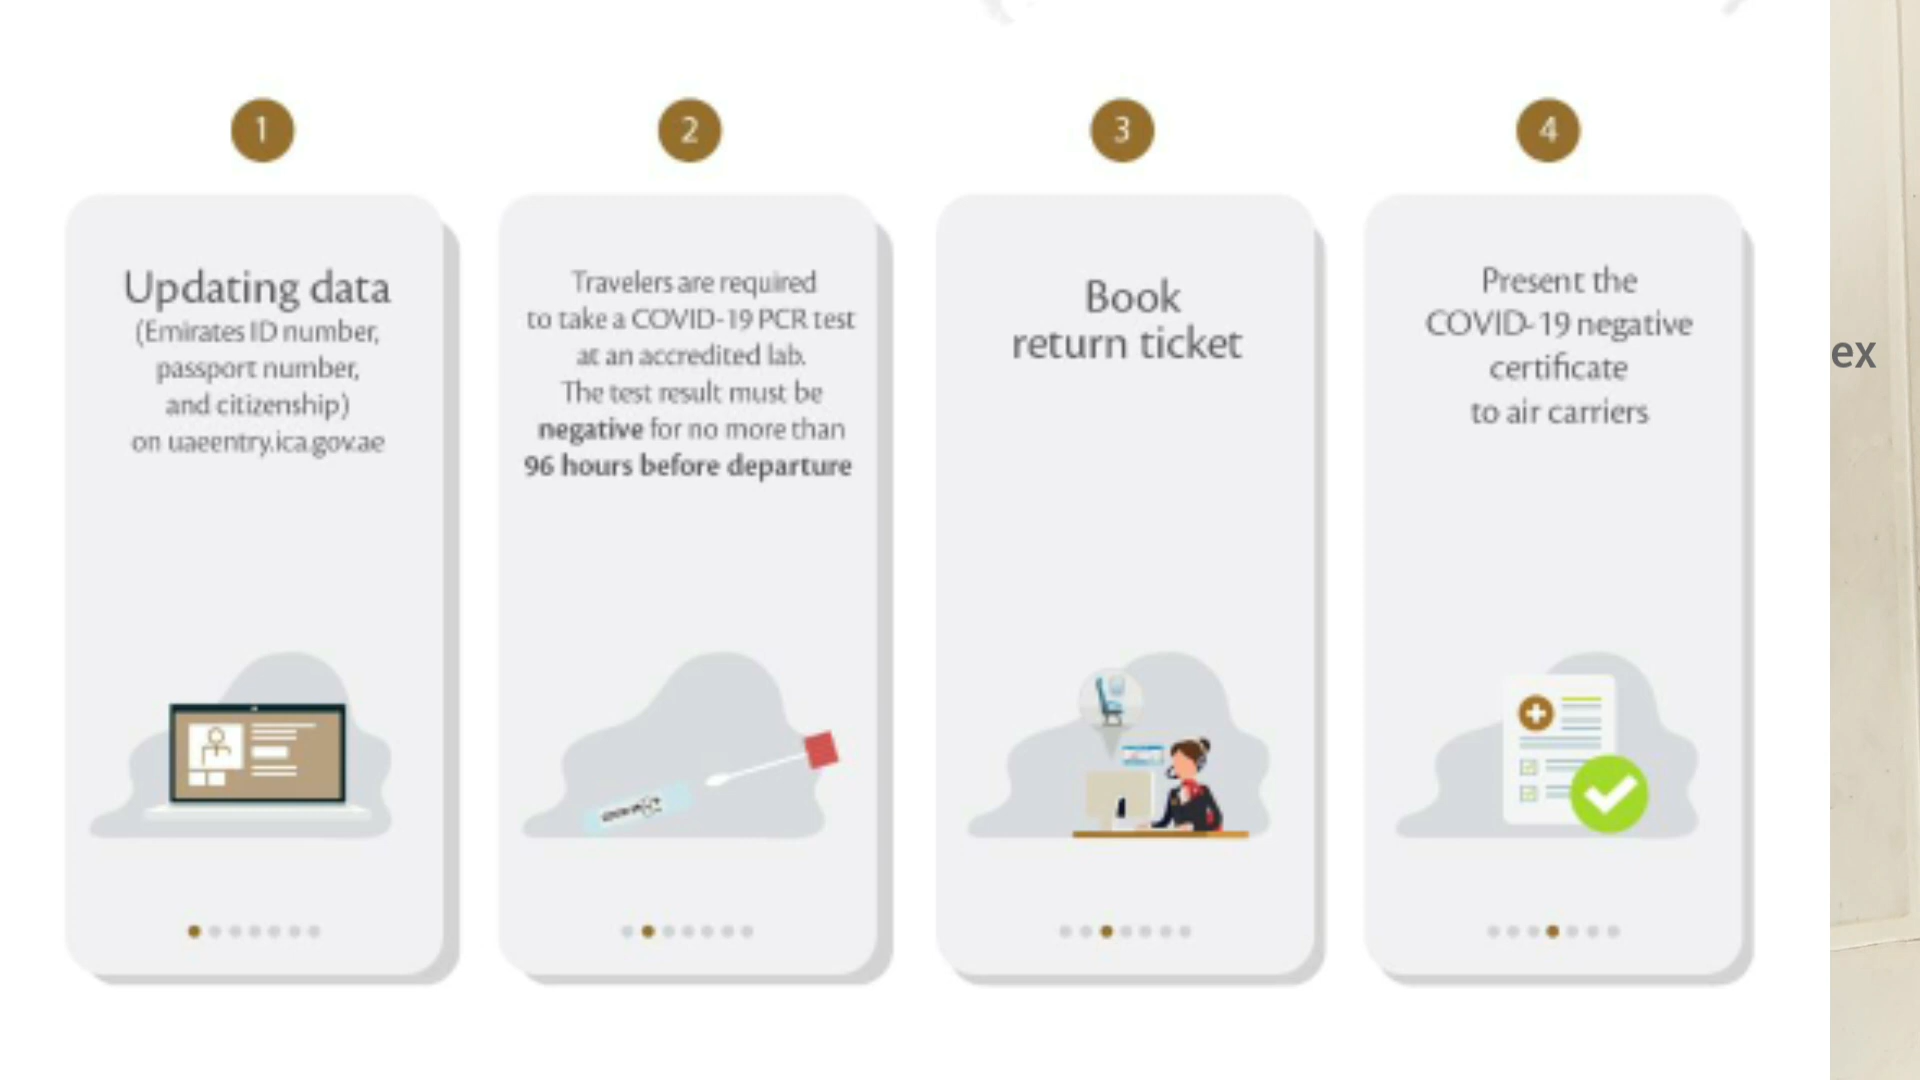 1
Updating data
(Emirates ID number,
passport number,
and citizenship)
on uaeentry.ica.gov.ae
2
Travelers are required
to take a COVID-19 PCR test
at an accredited lab.
The test result must be
negative for no more than
96 hours before departure
3
Book
return ticket
4
Present the
COVID-19 negative
certificate
to air carriers
ex